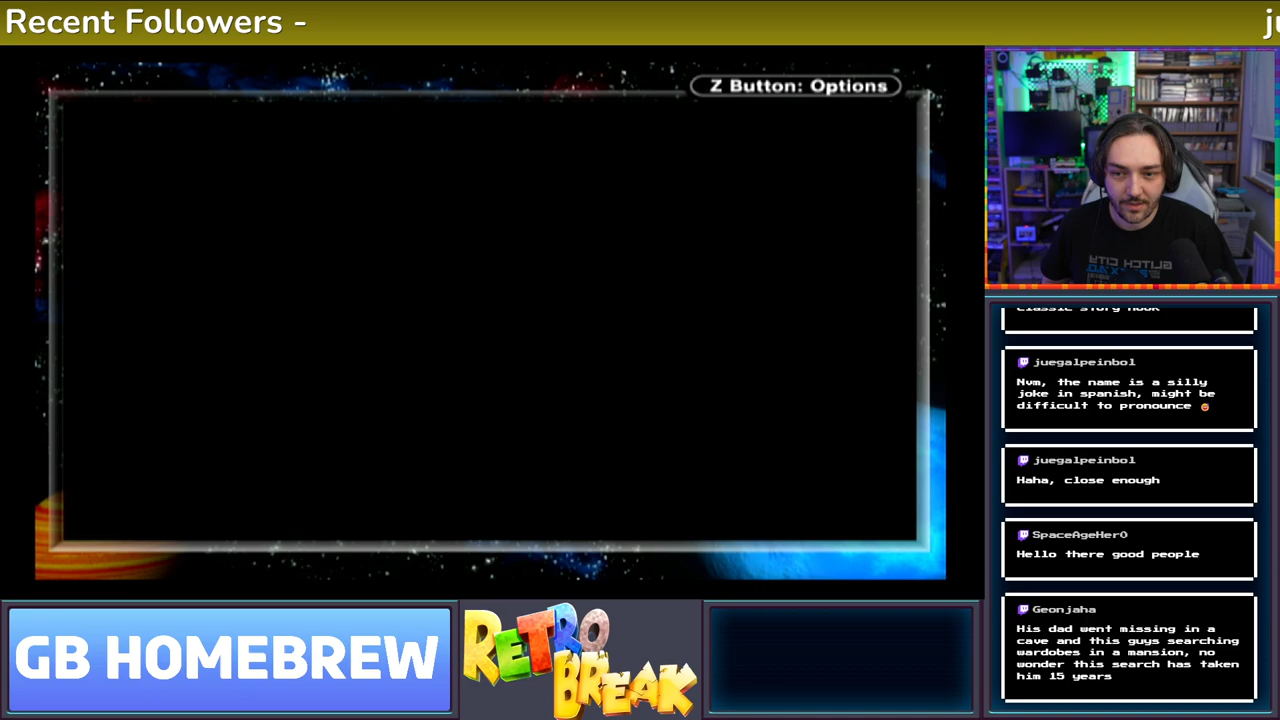 Recent Followers -
Z Button: Options
GLITCH CITY
juegalpeinbol
Nvm, the name is a silly
joke in spanish, might be
difficult to pronounce
juegalpeinbol
Haha, close enough
SpaceAgeHer0
Hello there good people
Geonjaha
His dad went missing in a
cave and this guys searching
wardobes in a mansion, no
wonder this search has taken
him 15 years
GB HOMEBREW
RETRO
BREAK